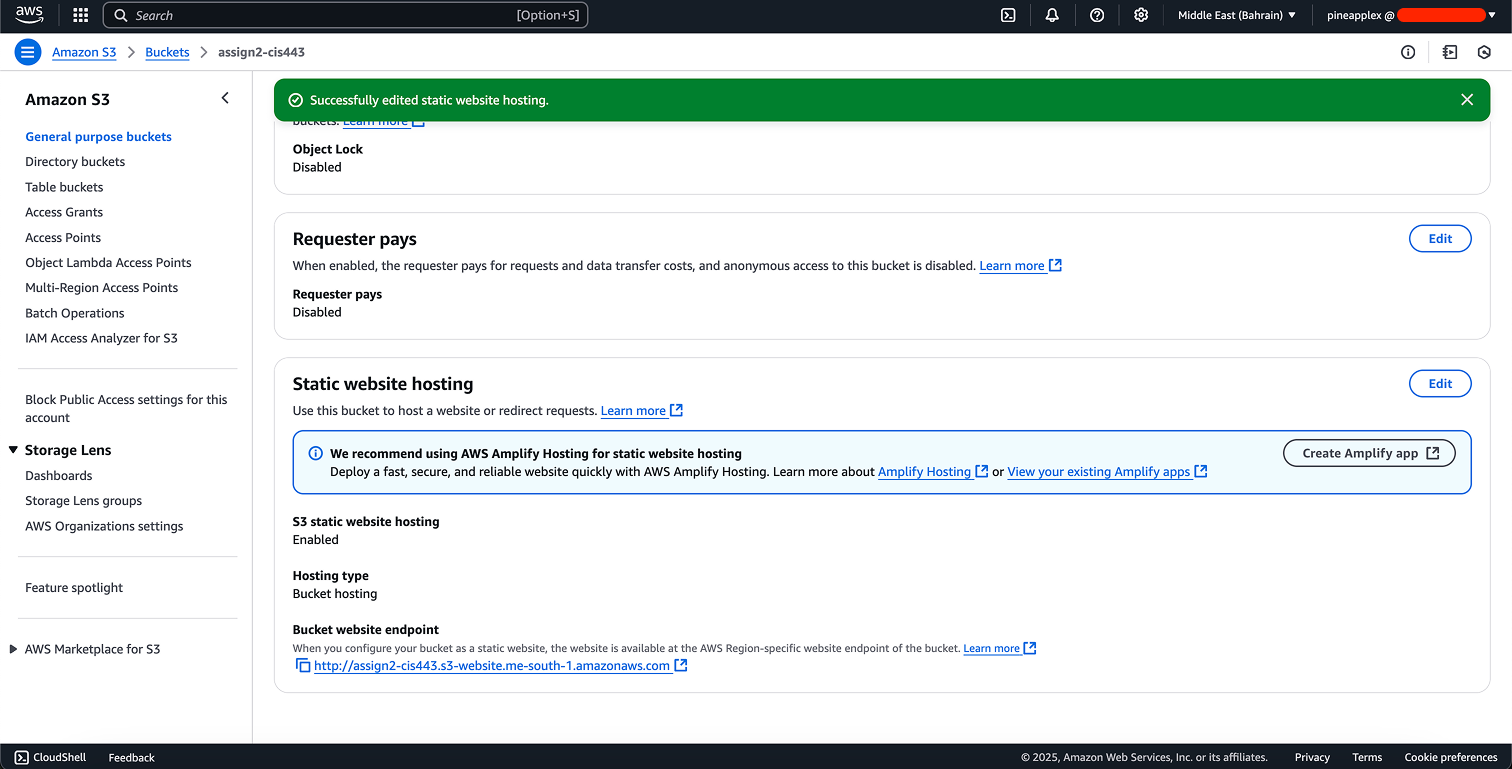 aws
Search
[Option+S]
Middle East (Bahrain)
pineapplex @
Amazon S3
Buckets
assign2-cis443
Amazon S3
General purpose buckets
Directory buckets
Table buckets
Access Grants
Access Points
Object Lambda Access Points
Multi-Region Access Points
Batch Operations
IAM Access Analyzer for S3
Block Public Access settings for this
account
Storage Lens
Dashboards
Storage Lens groups
AWS Organizations settings
Feature spotlight
AWS Marketplace for S3
Successfully edited static website hosting.
buckets. Learn more
Object Lock
Disabled
Requester pays
Edit
When enabled, the requester pays for requests and data transfer costs, and anonymous access to this bucket is disabled. Learn more
Requester pays
Disabled
Static website hosting
Edit
Use this bucket to host a website or redirect requests. Learn more
We recommend using AWS Amplify Hosting for static website hosting
Deploy a fast, secure, and reliable website quickly with AWS Amplify Hosting. Learn more about Amplify Hosting or View your existing Amplify apps
Create Amplify app
S3 static website hosting
Enabled
Hosting type
Bucket hosting
Bucket website endpoint
When you configure your bucket as a static website, the website is available at the AWS Region-specific website endpoint of the bucket. Learn more
http://assign2-cis443.s3-website.me-south-1.amazonaws.com
CloudShell
Feedback
© 2025, Amazon Web Services, Inc. or its affiliates.
Privacy
Terms
Cookie preferences